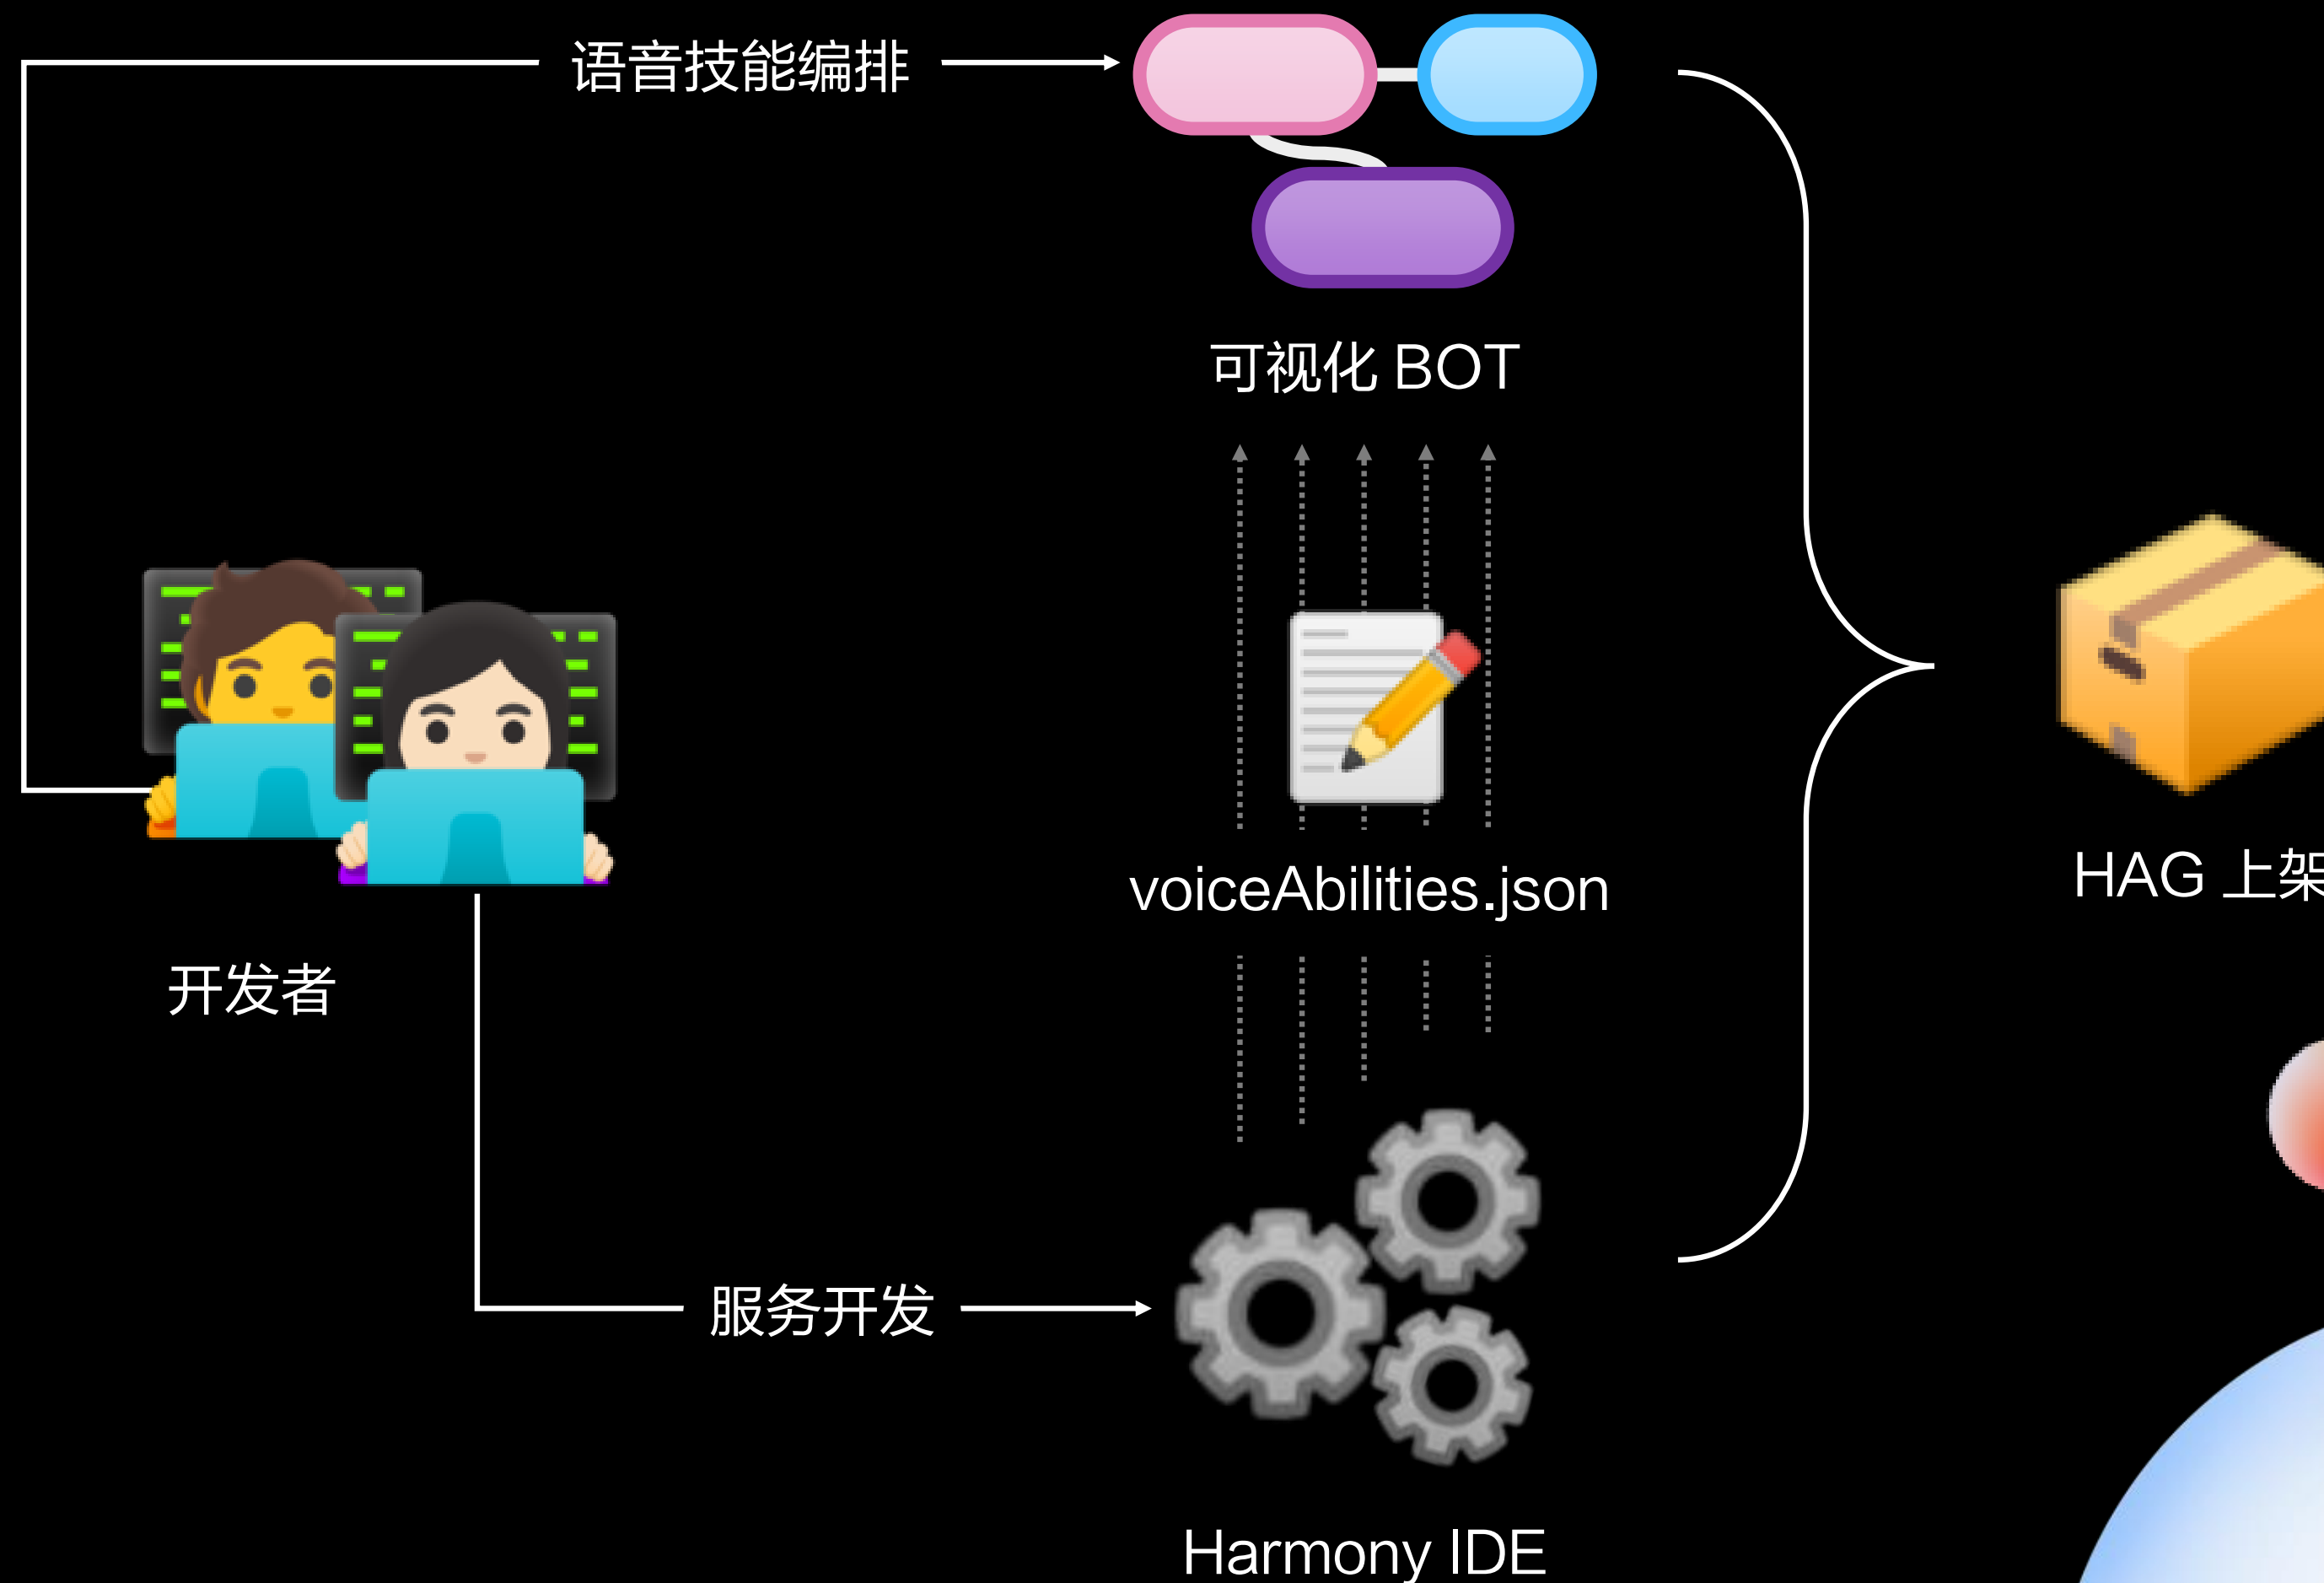 语音技能编排
可视化 BOT
voiceAbilities.json
HAG 上架
开发者
服务开发
Harmony IDE